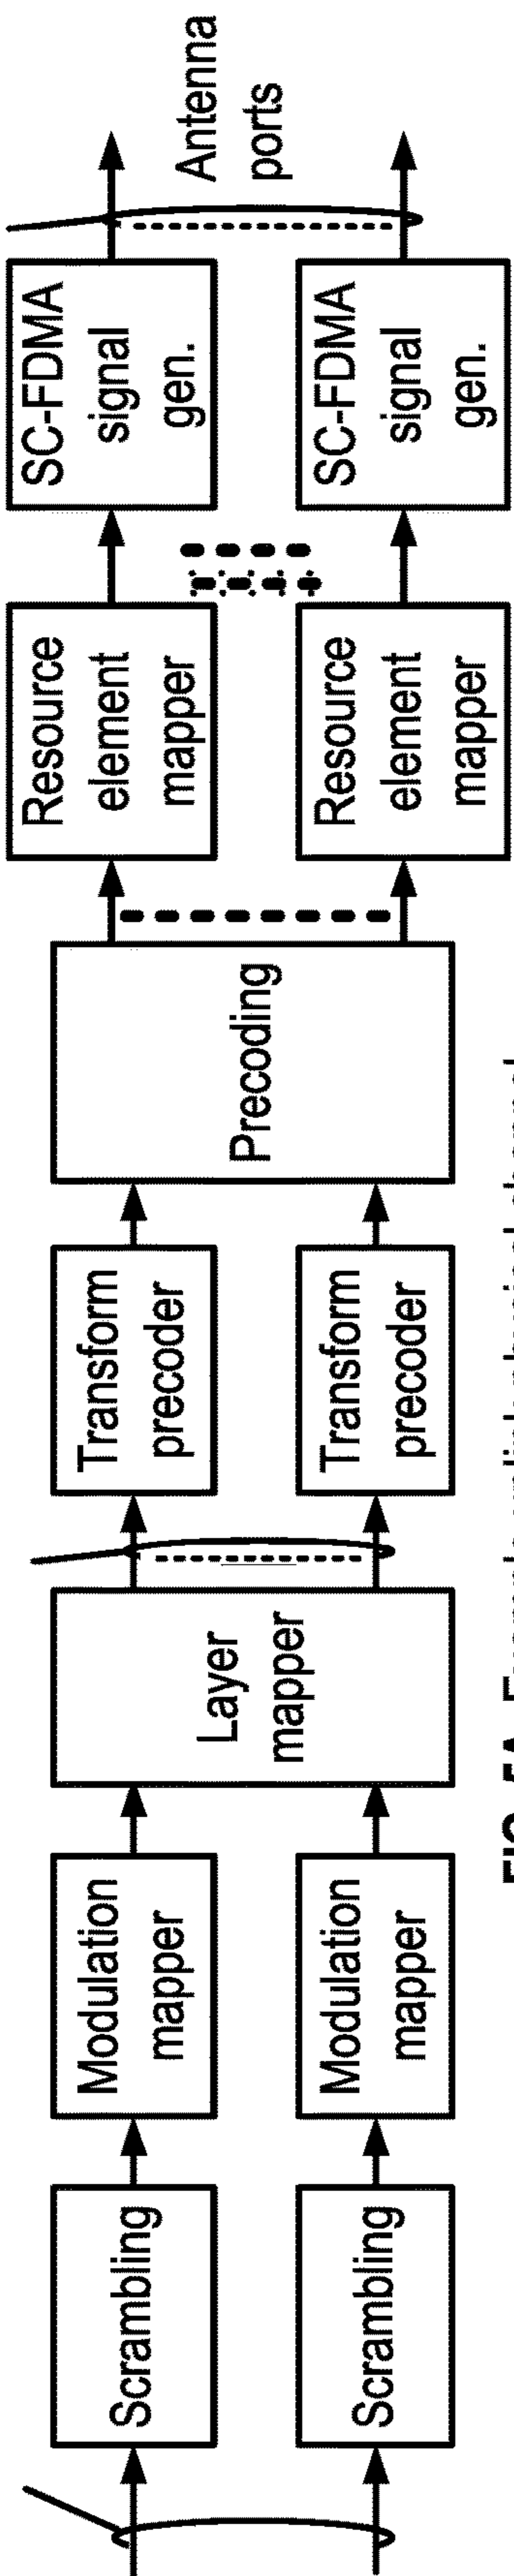 Scrambling
Scrambling
Modulation
mapper
Modulation
mapper
Layer
mapper
Transform
precoder
Transform
precoder
Precoding
Resource
element
mapper
Resource
element
mapper
SC-FDMA
signal
gen.
SC-FDMA
signal
gen.
Antenna
ports